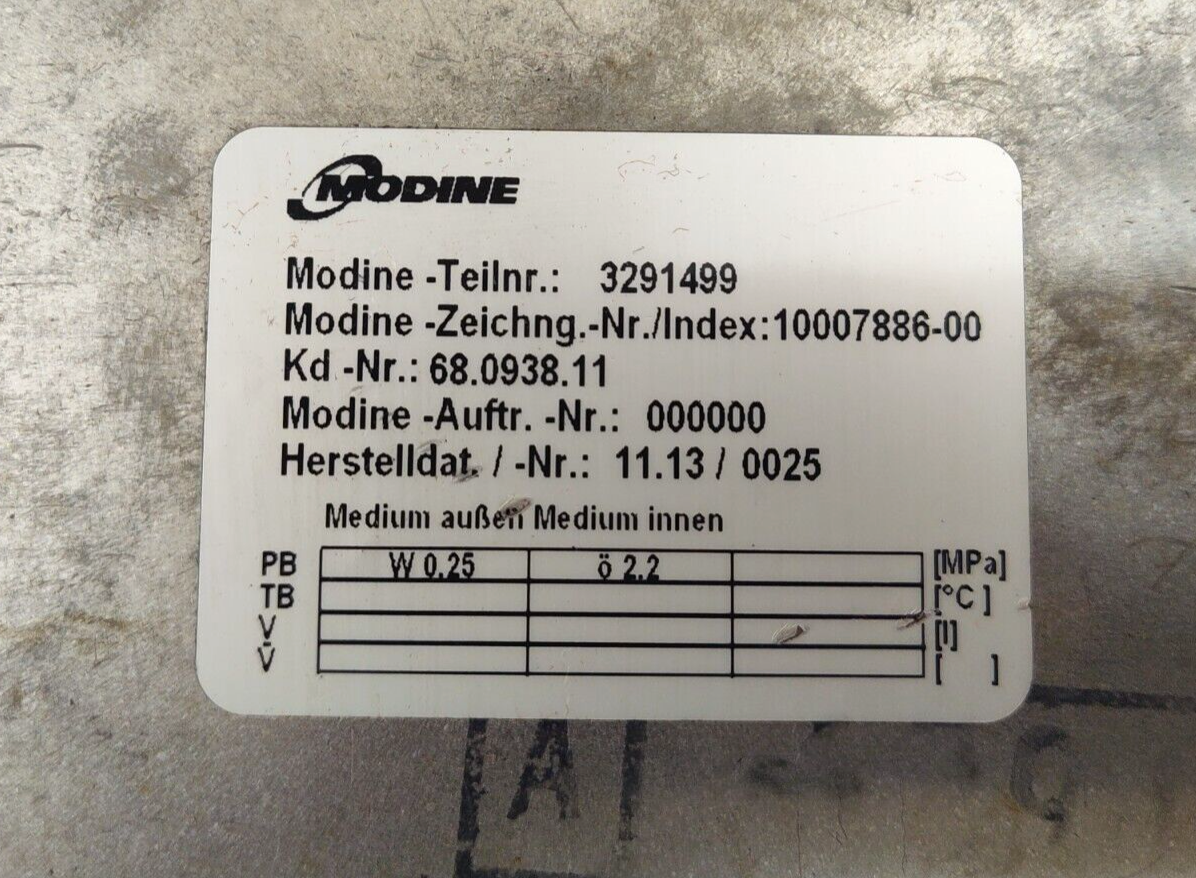 MODINE
Modine -Teilnr.: 3291499
Modine -Zeichng.-Nr./Index:10007886-00
Kd -Nr.: 68.0938.11
Modine -Auftr. -Nr.: 000000
Herstelldat. / -Nr.: 11.13 / 0025
Medium außen Medium innen
PB W 0.25 ö 2.2 [MPa]
TB [°C ]
V [l]
V̇ [ ]
A